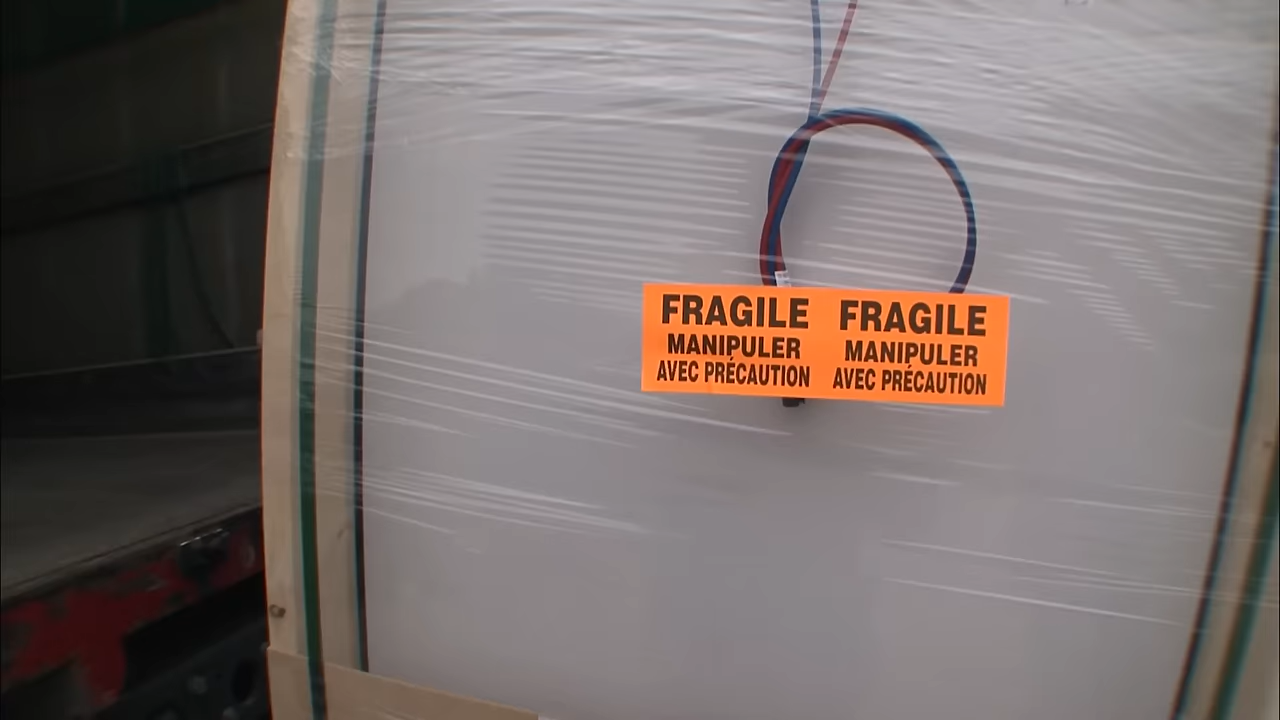 FRAGILE
MANIPULER
AVEC PRÉCAUTION
FRAGILE
MANIPULER
AVEC PRÉCAUTION